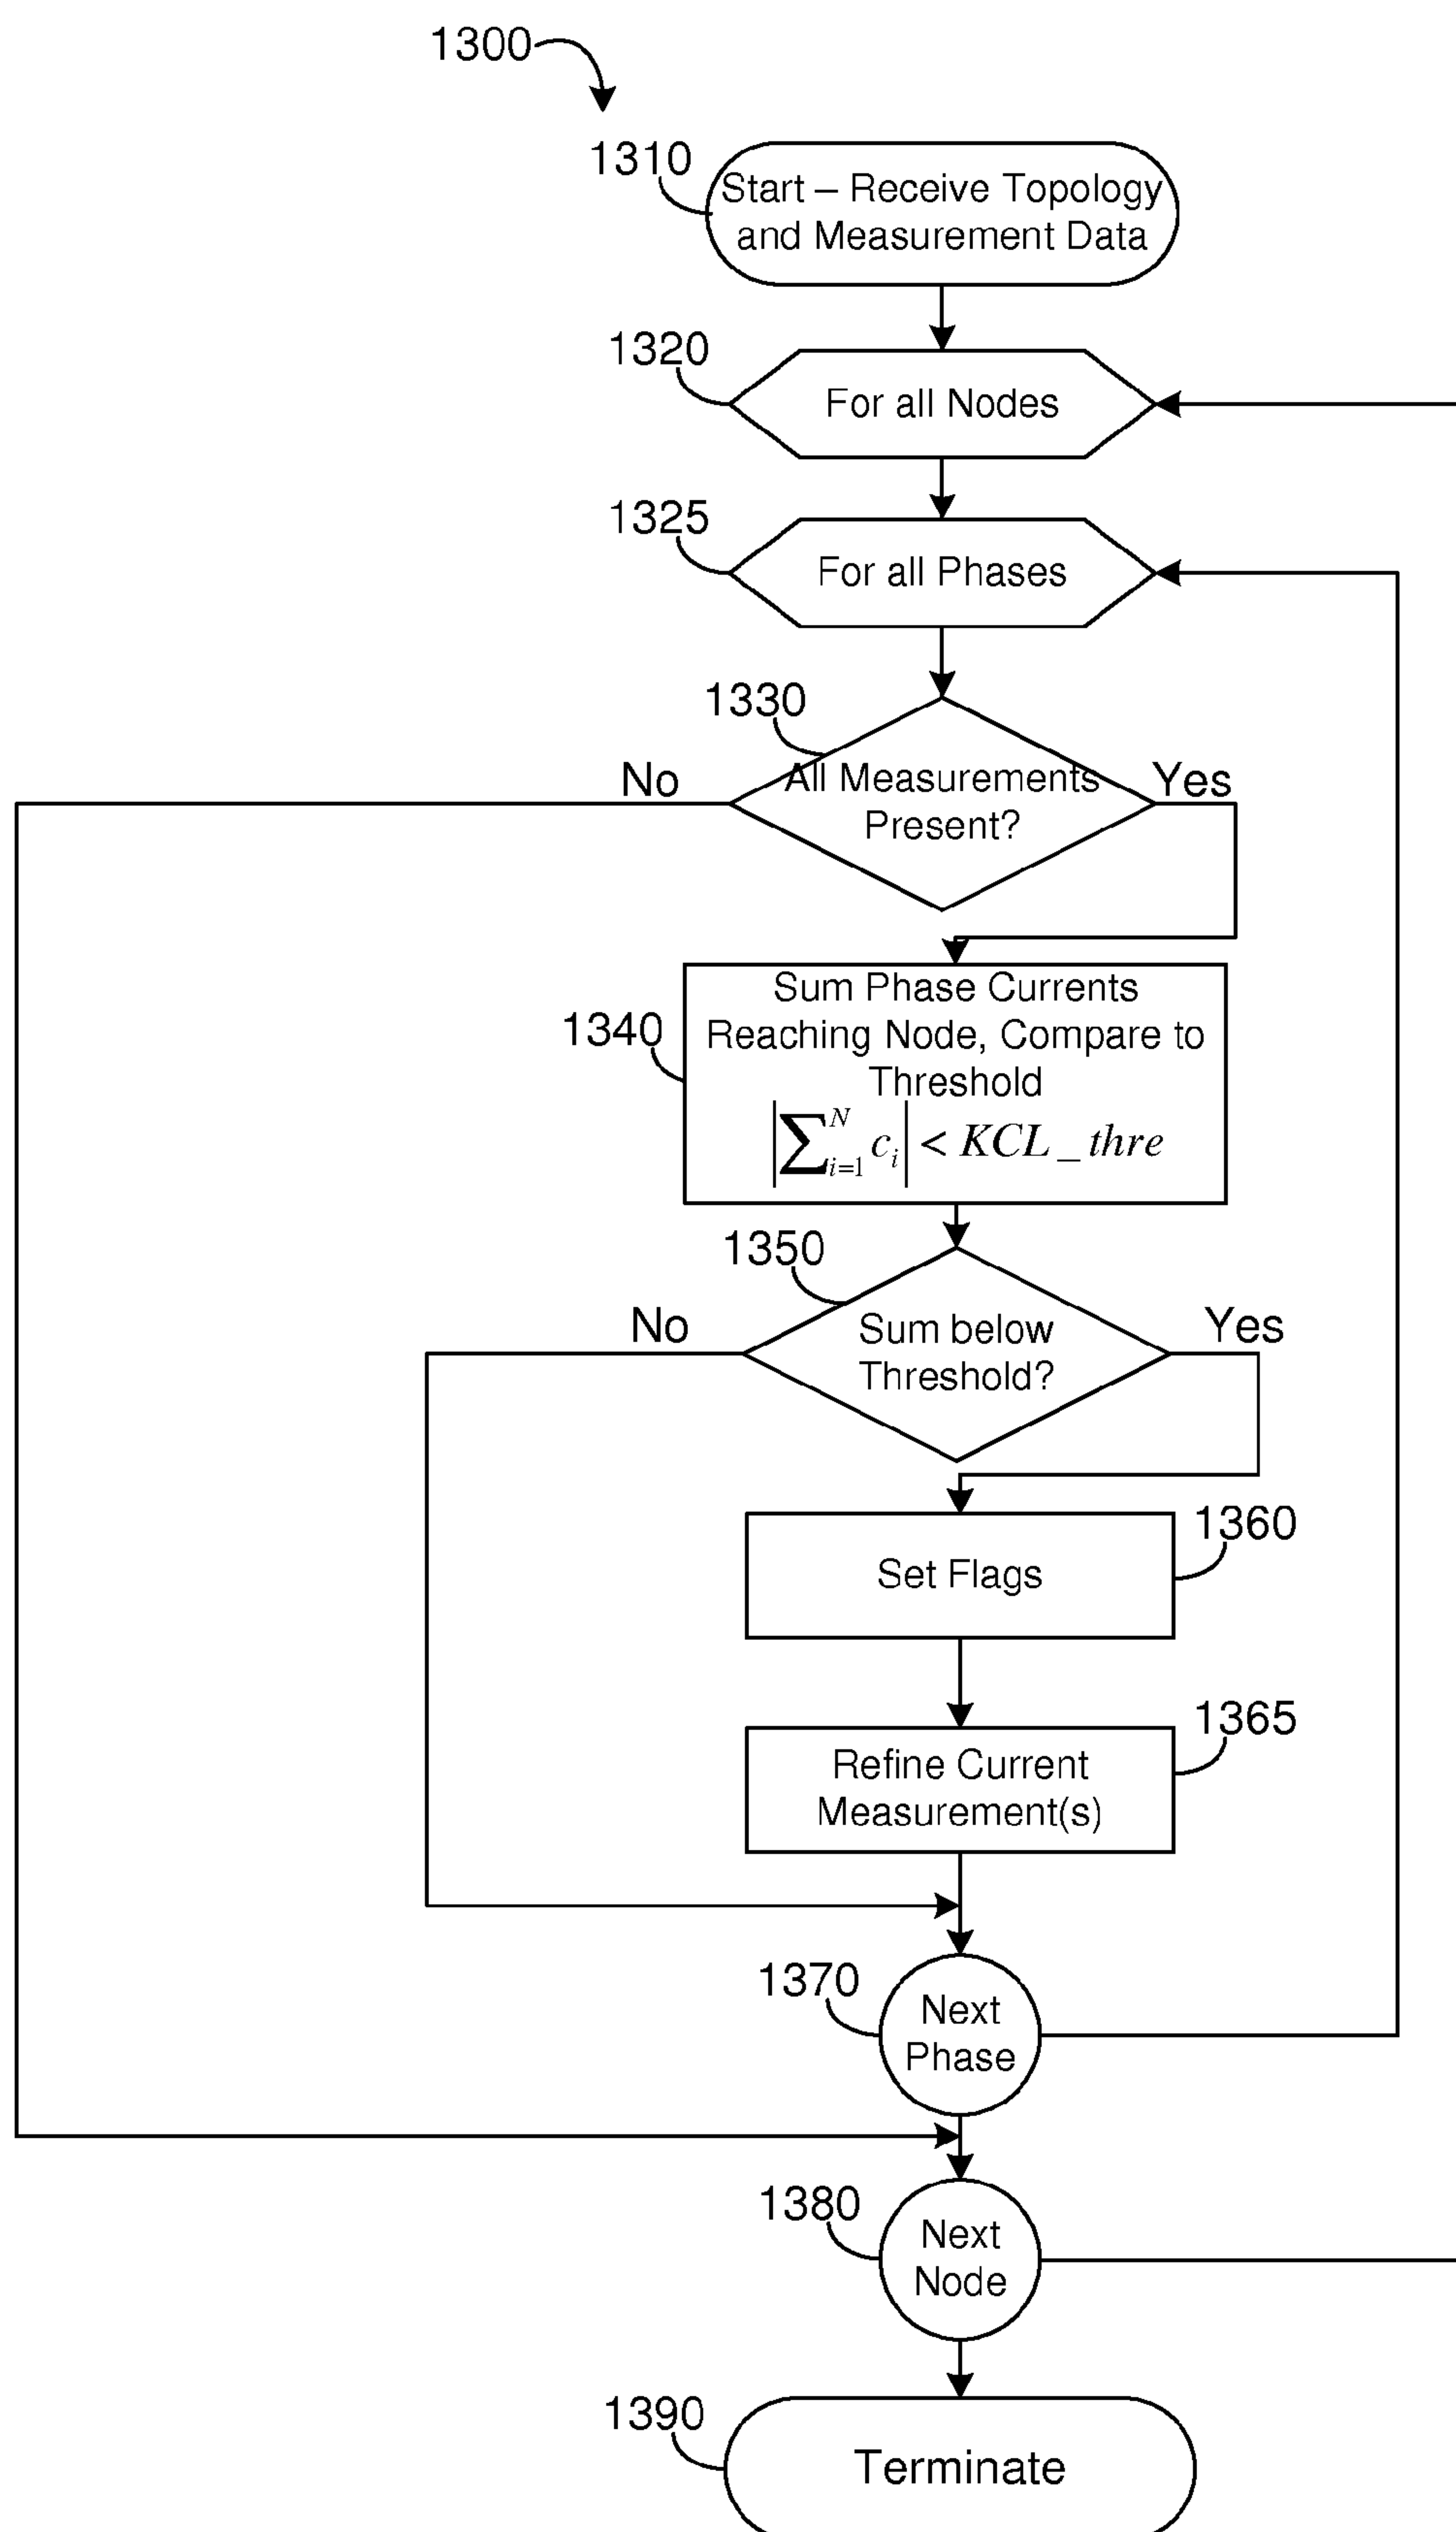 1300
1310
Start – Receive Topology
and Measurement Data
1320
For all Nodes
1325
For all Phases
1330
No
All Measurements
Present?
Yes
1340
Sum Phase Currents
Reaching Node, Compare to
Threshold
|∑_{i=1}^{N} c_i| < KCL_thre
1350
No
Sum below
Threshold?
Yes
Set Flags
1360
Refine Current
Measurement(s)
1365
1370
Next
Phase
1380
Next
Node
1390
Terminate